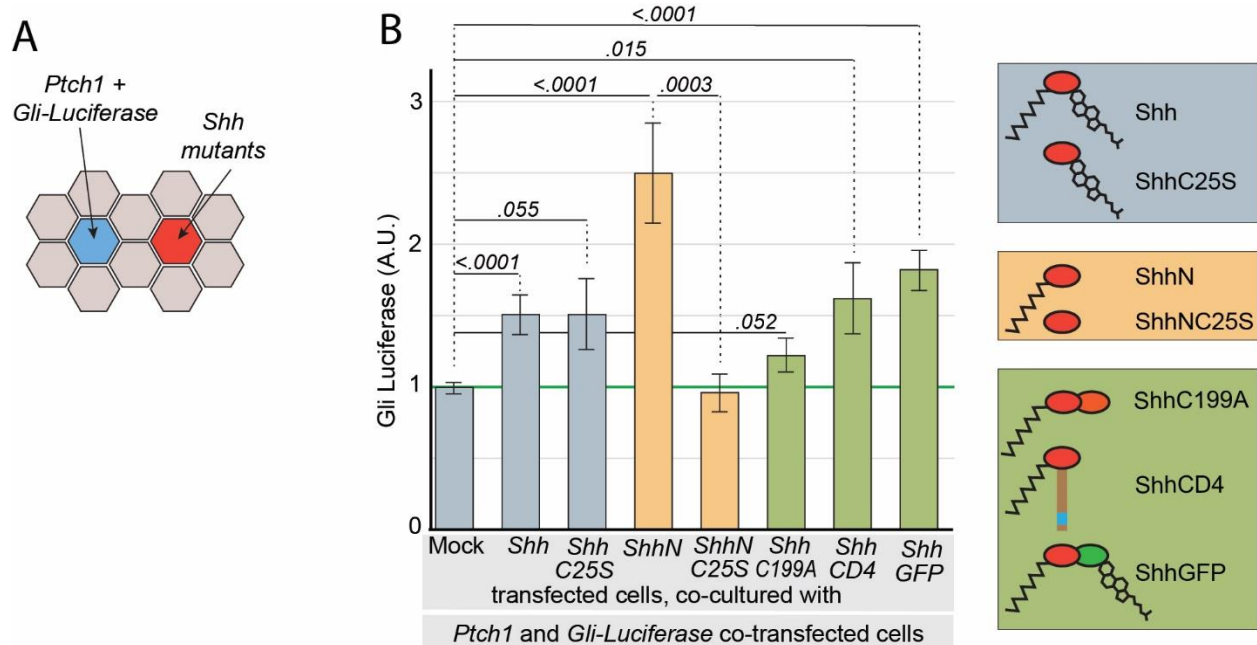 A
Ptch1 +
Gli-Luciferase
Shh
mutants
B
<.0001
.015
<.0001
.0003
.055
<.0001
.052
Gli Luciferase (A.U.)
3
2
1
0
Mock
Shh
Shh
C25S
ShhN
ShhN
C25S
Shh
C199A
Shh
CD4
Shh
GFP
transfected cells, co-cultured with
Ptch1 and Gli-Luciferase co-transfected cells
Shh
ShhC25S
ShhN
ShhNC25S
ShhC199A
ShhCD4
ShhGFP